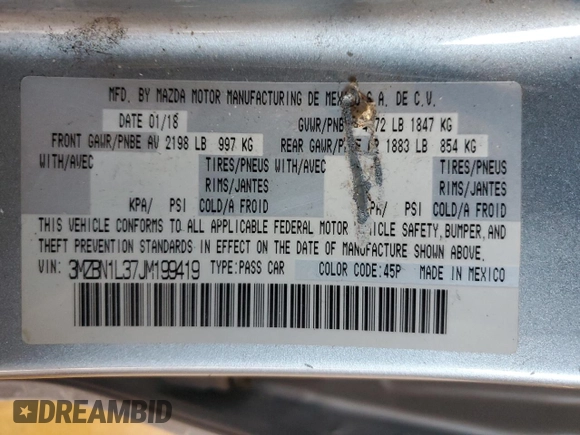 MFD. BY MAZDA MOTOR MANUFACTURING DE MEXICO S.A. DE C.V.
DATE 01/18 GVWR/PNBV 72 LB 1847 KG
FRONT GAWR/PNBE AV 2198 LB 997 KG REAR GAWR/PNBE 1883 LB 854 KG
WITH/AVEC TIRES/PNEUS WITH/AVEC TIRES/PNEUS
RIMS/JANTES RIMS/JANTES
KPA/ PSI COLD/A FROID KPA/ PSI COLD/A FROID
THIS VEHICLE CONFORMS TO ALL APPLICABLE FEDERAL MOTOR VEHICLE SAFETY, BUMPER, AND
THEFT PREVENTION STANDARDS IN EFFECT ON THE DATE OF MANUFACTURE SHOWN ABOVE.
VIN: 3MZBN1L37JM199419 TYPE:PASS CAR COLOR CODE:45P MADE IN MEXICO
DREAMBID